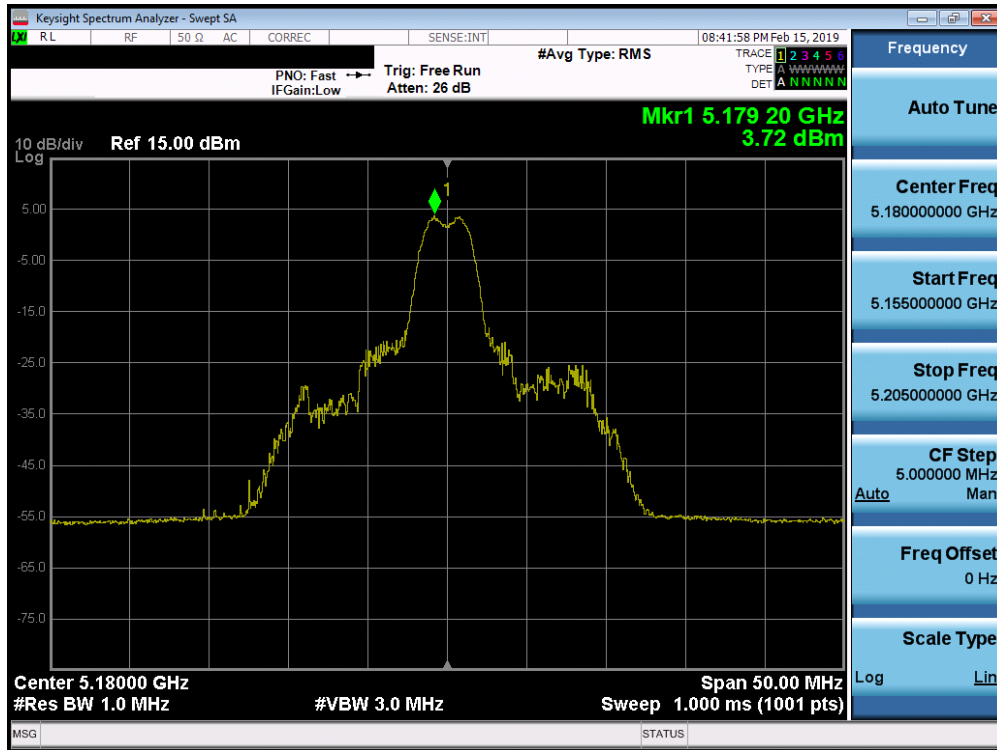 Keysight Spectrum Analyzer - Swept SA
LXI RL RF 50 Ω AC CORREC SENSE:INT 08:41:58 PM Feb 15, 2019
#Avg Type: RMS
TRACE 1 2 3 4 5 6
TYPE A WWWWW
DET A N N N N N
PNO: Fast
IFGain:Low
Trig: Free Run
Atten: 26 dB
Mkr1 5.179 20 GHz
3.72 dBm
10 dB/div
Log
Ref 15.00 dBm
1
5.00
-5.00
-15.0
-25.0
-35.0
-45.0
-55.0
-65.0
-75.0
Center 5.18000 GHz
Span 50.00 MHz
#Res BW 1.0 MHz
#VBW 3.0 MHz
Sweep 1.000 ms (1001 pts)
MSG
STATUS
Frequency
Auto Tune
Center Freq
5.180000000 GHz
Start Freq
5.155000000 GHz
Stop Freq
5.205000000 GHz
CF Step
5.000000 MHz
Auto Man
Freq Offset
0 Hz
Scale Type
Log Lin